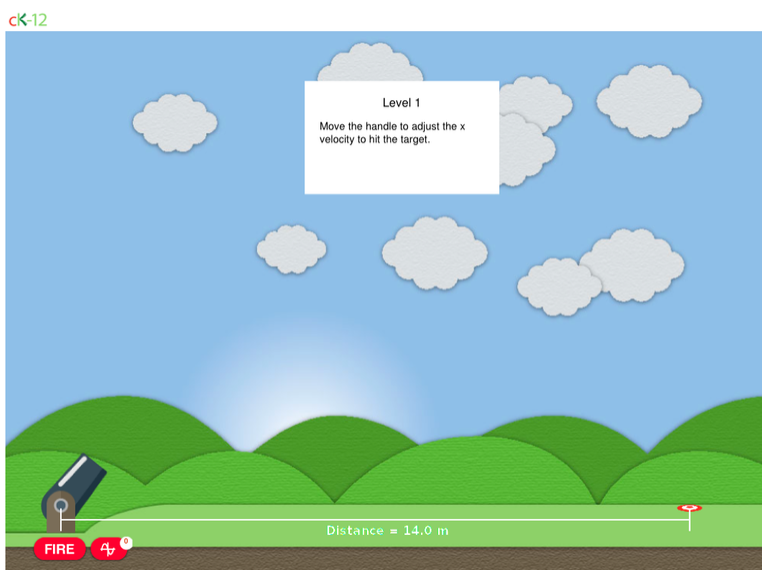 cK-12
Level 1
Move the handle to adjust the x
velocity to hit the target.
Distance = 14.0 m
FIRE
0